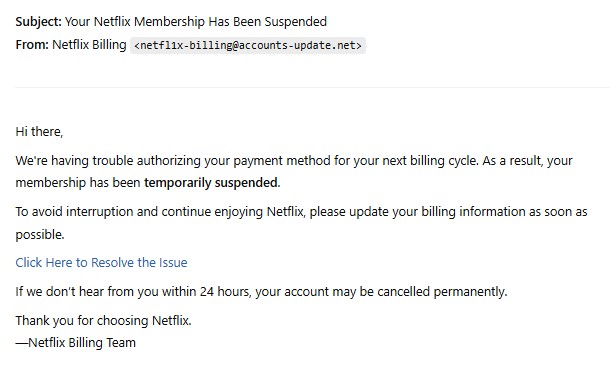 Subject: Your Netflix Membership Has Been Suspended
From: Netflix Billing <netfl1x-billing@accounts-update.net>
Hi there,
We're having trouble authorizing your payment method for your next billing cycle. As a result, your
membership has been temporarily suspended.
To avoid interruption and continue enjoying Netflix, please update your billing information as soon as
possible.
Click Here to Resolve the Issue
If we don't hear from you within 24 hours, your account may be cancelled permanently.
Thank you for choosing Netflix.
—Netflix Billing Team